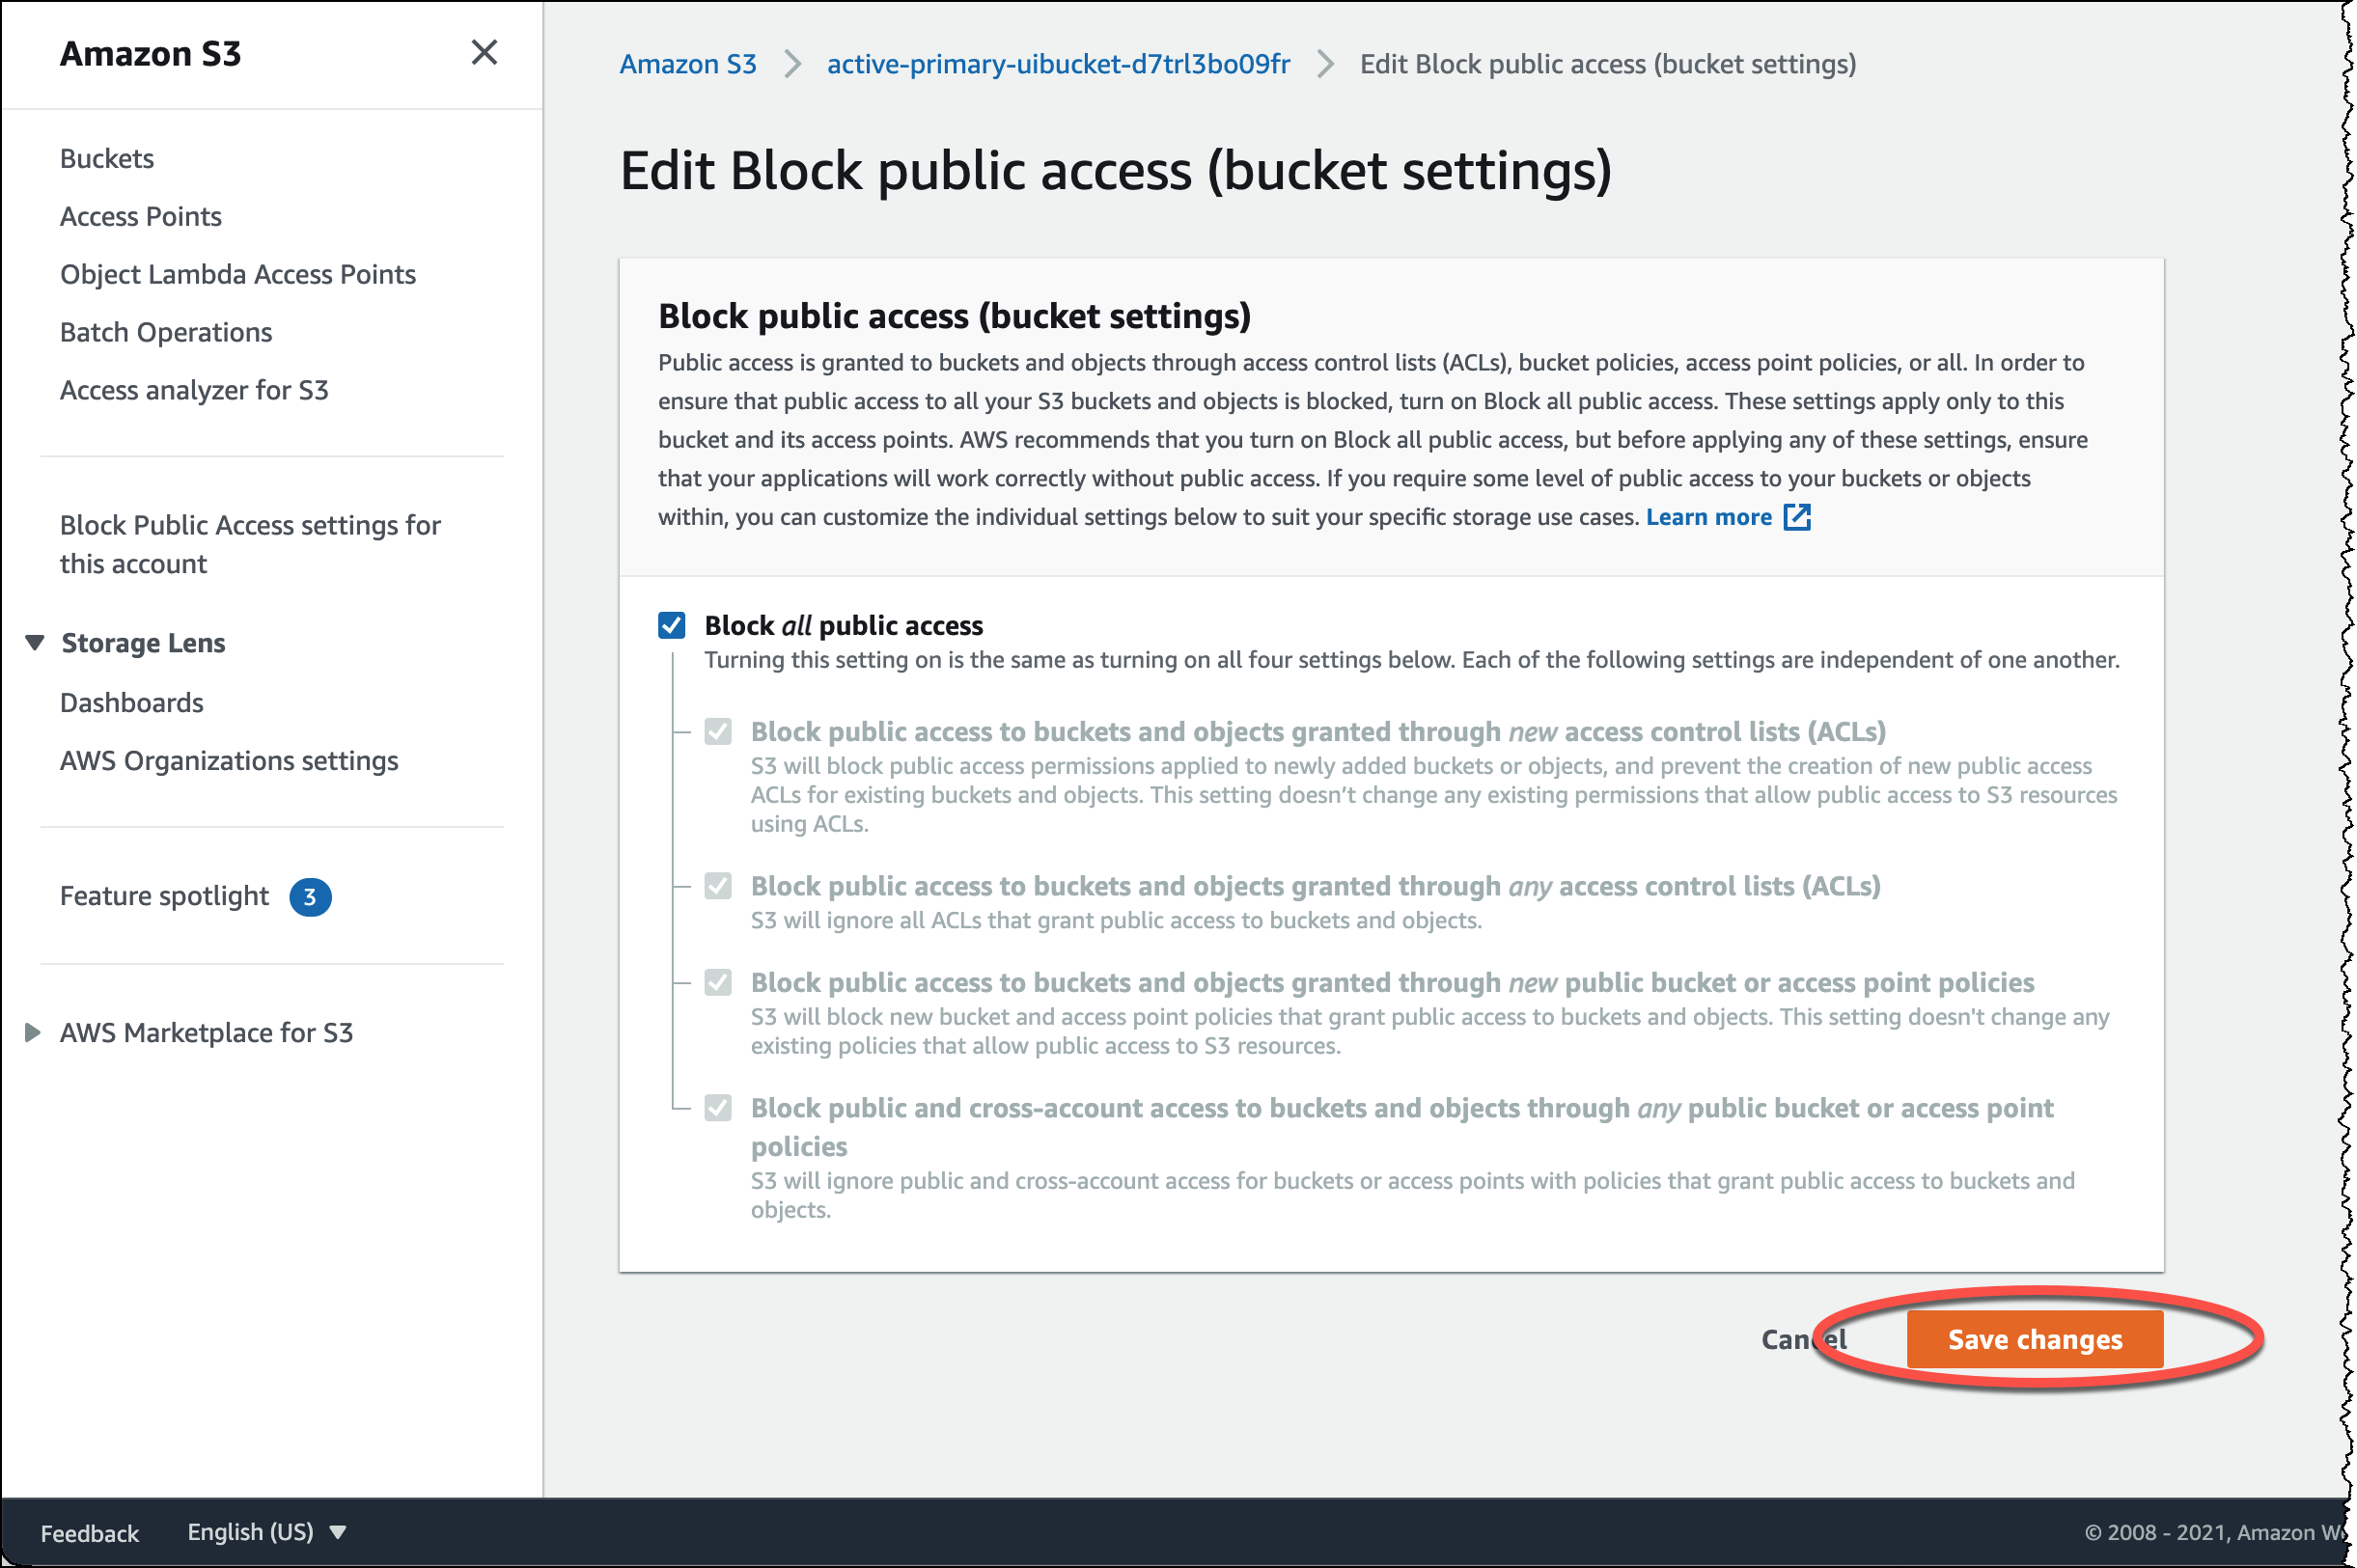 Amazon S3
Buckets
Access Points
Object Lambda Access Points
Batch Operations
Access analyzer for S3
Block Public Access settings for
this account
Storage Lens
Dashboards
AWS Organizations settings
Feature spotlight 3
AWS Marketplace for S3
Amazon S3 > active-primary-uibucket-d7trl3bo09fr > Edit Block public access (bucket settings)
Edit Block public access (bucket settings)
Block public access (bucket settings)
Public access is granted to buckets and objects through access control lists (ACLs), bucket policies, access point policies, or all. In order to
ensure that public access to all your S3 buckets and objects is blocked, turn on Block all public access. These settings apply only to this
bucket and its access points. AWS recommends that you turn on Block all public access, but before applying any of these settings, ensure
that your applications will work correctly without public access. If you require some level of public access to your buckets or objects
within, you can customize the individual settings below to suit your specific storage use cases. Learn more
Block all public access
Turning this setting on is the same as turning on all four settings below. Each of the following settings are independent of one another.
Block public access to buckets and objects granted through new access control lists (ACLs)
S3 will block public access permissions applied to newly added buckets or objects, and prevent the creation of new public access
ACLs for existing buckets and objects. This setting doesn’t change any existing permissions that allow public access to S3 resources
using ACLs.
Block public access to buckets and objects granted through any access control lists (ACLs)
S3 will ignore all ACLs that grant public access to buckets and objects.
Block public access to buckets and objects granted through new public bucket or access point policies
S3 will block new bucket and access point policies that grant public access to buckets and objects. This setting doesn't change any
existing policies that allow public access to S3 resources.
Block public and cross-account access to buckets and objects through any public bucket or access point
policies
S3 will ignore public and cross-account access for buckets or access points with policies that grant public access to buckets and
objects.
Cancel Save changes
Feedback English (US) © 2008 - 2021, Amazon W